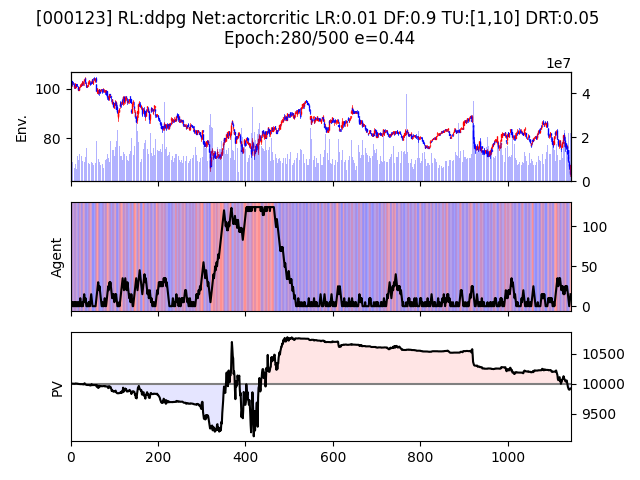 [000123] RL:ddpg Net:actorcritic LR:0.01 DF:0.9 TU:[1,10] DRT:0.05
Epoch:280/500 e=0.44
1e7
Env.
100
80
4
2
0
Agent
100
50
0
PV
10500
10000
9500
0 200 400 600 800 1000